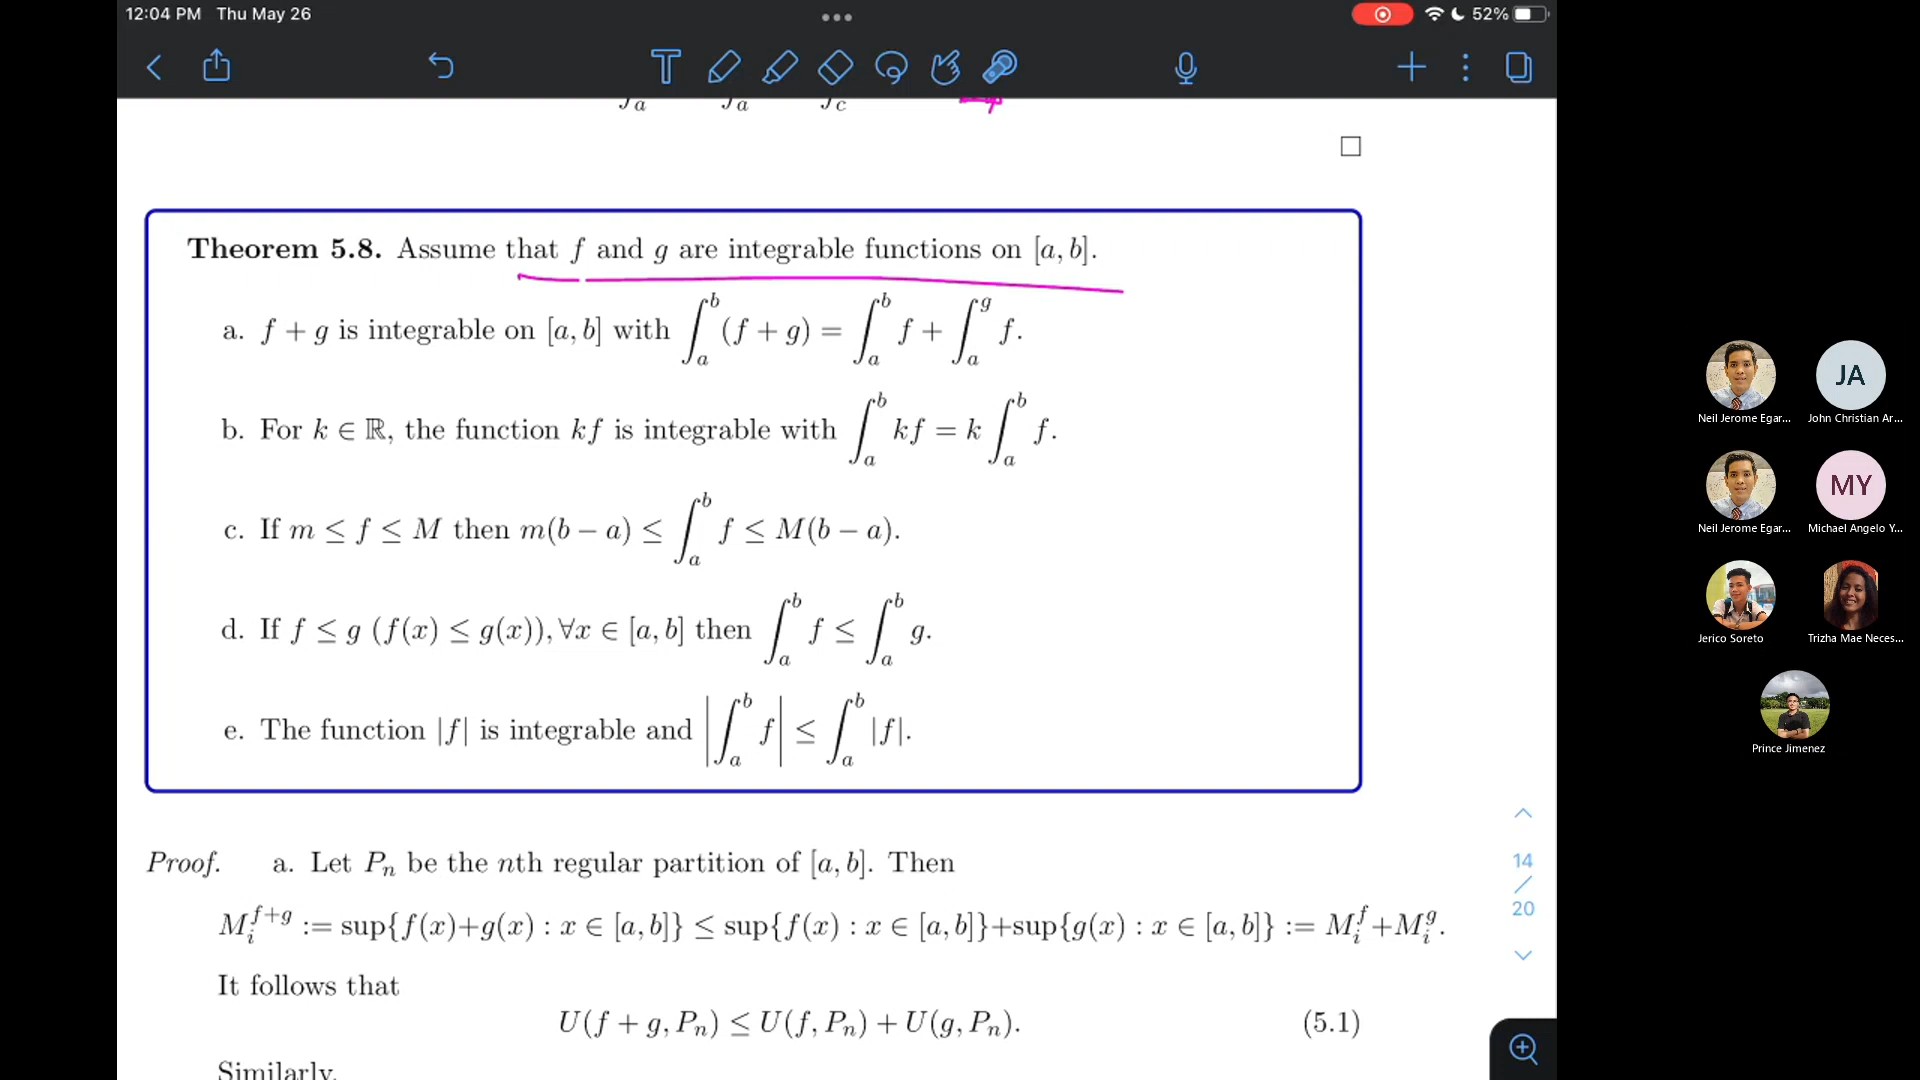 12:04 PM Thu May 26
52%
∫a ∫a ∫c
Theorem 5.8. Assume that f and g are integrable functions on [a, b].
a. f + g is integrable on [a, b] with ∫_a^b (f + g) = ∫_a^b f + ∫_a^g f.
b. For k ∈ ℝ, the function kf is integrable with ∫_a^b kf = k ∫_a^b f.
c. If m ≤ f ≤ M then m(b − a) ≤ ∫_a^b f ≤ M(b − a).
d. If f ≤ g (f(x) ≤ g(x)), ∀x ∈ [a, b] then ∫_a^b f ≤ ∫_a^b g.
e. The function |f| is integrable and |∫_a^b f| ≤ ∫_a^b |f|.
Proof. a. Let P_n be the nth regular partition of [a, b]. Then
M_i^{f+g} := sup{f(x)+g(x) : x ∈ [a, b]} ≤ sup{f(x) : x ∈ [a, b]}+sup{g(x) : x ∈ [a, b]} := M_i^f +M_i^g.
It follows that
U(f + g, P_n) ≤ U(f, P_n) + U(g, P_n). (5.1)
Similarly,
14
/
20
JA
Neil Jerome Egar... John Christian Ar...
MY
Neil Jerome Egar... Michael Angelo Y...
Jerico Soreto Trizha Mae Neces...
Prince Jimenez